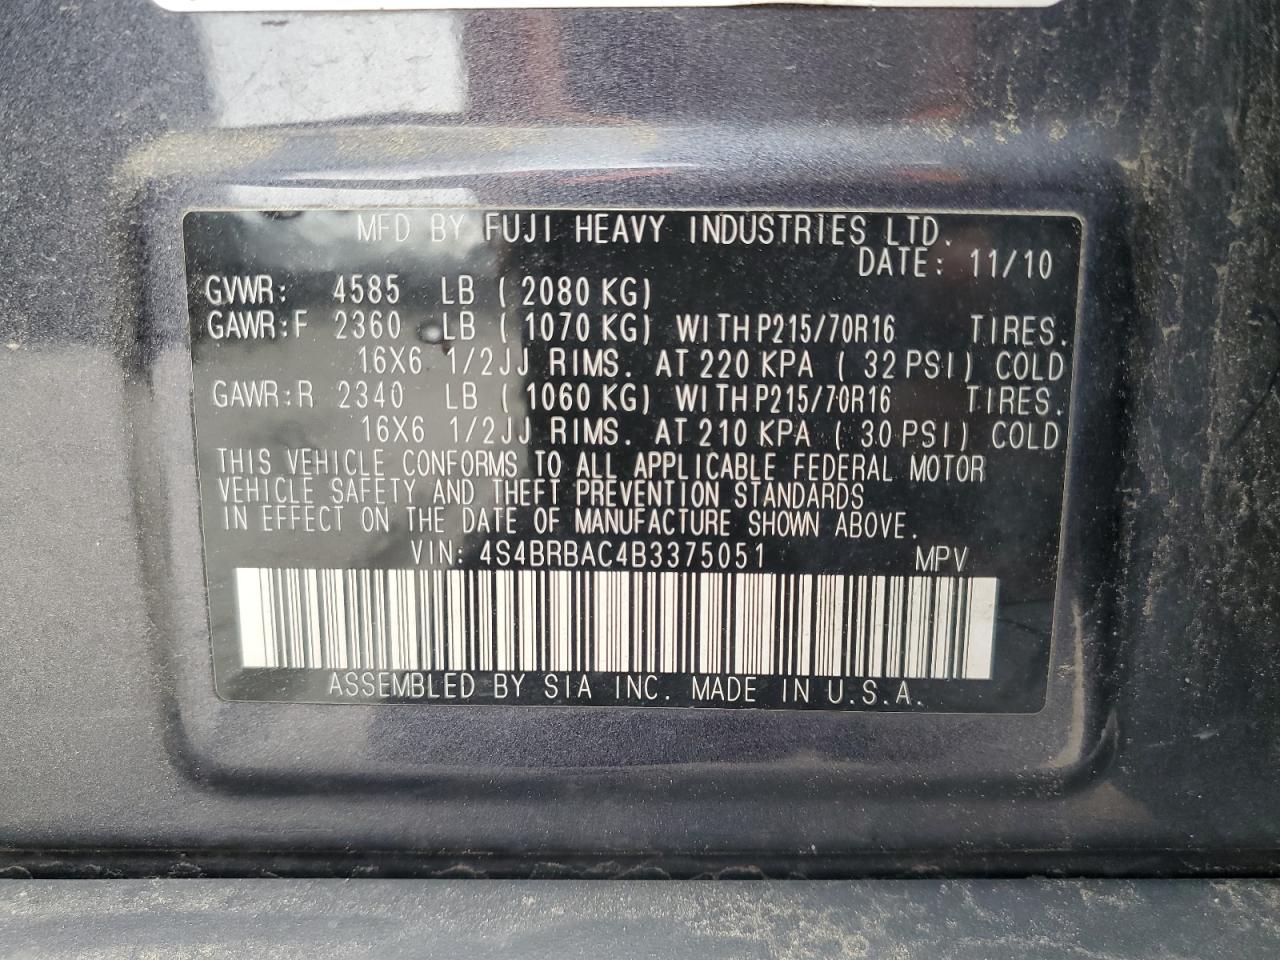 MFD BY FUJI HEAVY INDUSTRIES LTD.
DATE: 11/10
GVWR: 4585 LB ( 2080 KG)
GAWR:F 2360 LB ( 1070 KG) WITH P215/70R16 TIRES.
16X6 1/2JJ RIMS. AT 220 KPA ( 32 PSI) COLD
GAWR:R 2340 LB ( 1060 KG) WITH P215/70R16 TIRES.
16X6 1/2JJ RIMS. AT 210 KPA ( 30 PSI) COLD
THIS VEHICLE CONFORMS TO ALL APPLICABLE FEDERAL MOTOR
VEHICLE SAFETY AND THEFT PREVENTION STANDARDS
IN EFFECT ON THE DATE OF MANUFACTURE SHOWN ABOVE.
VIN: 4S4BRBAC4B3375051 MPV
ASSEMBLED BY SIA INC. MADE IN U.S.A.